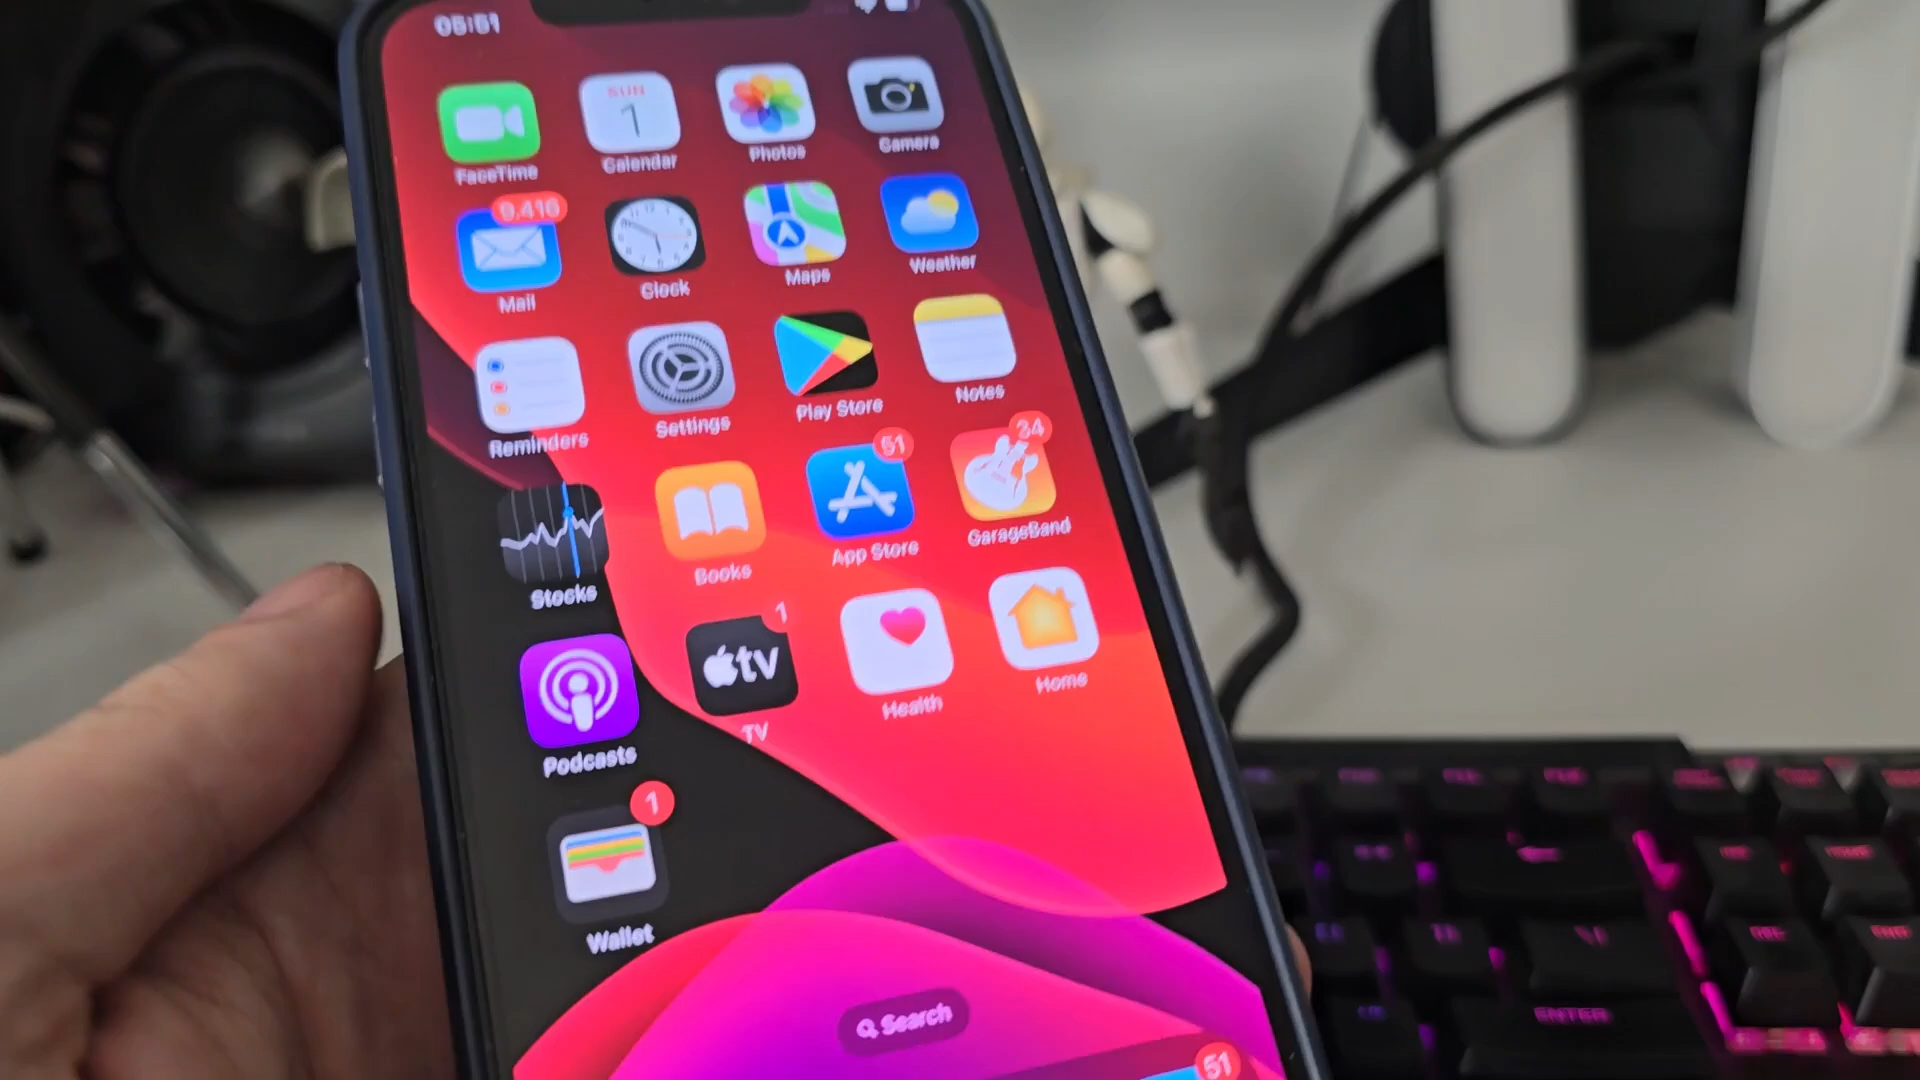 05:51
SUN
1
FaceTime
Calendar
Photos
Camera
9,416
Mail
Clock
Maps
Weather
Reminders
Settings
Play Store
Notes
51
34
Stocks
Books
App Store
GarageBand
1
tv
Podcasts
TV
Health
Home
1
Wallet
Search
51
ENTER